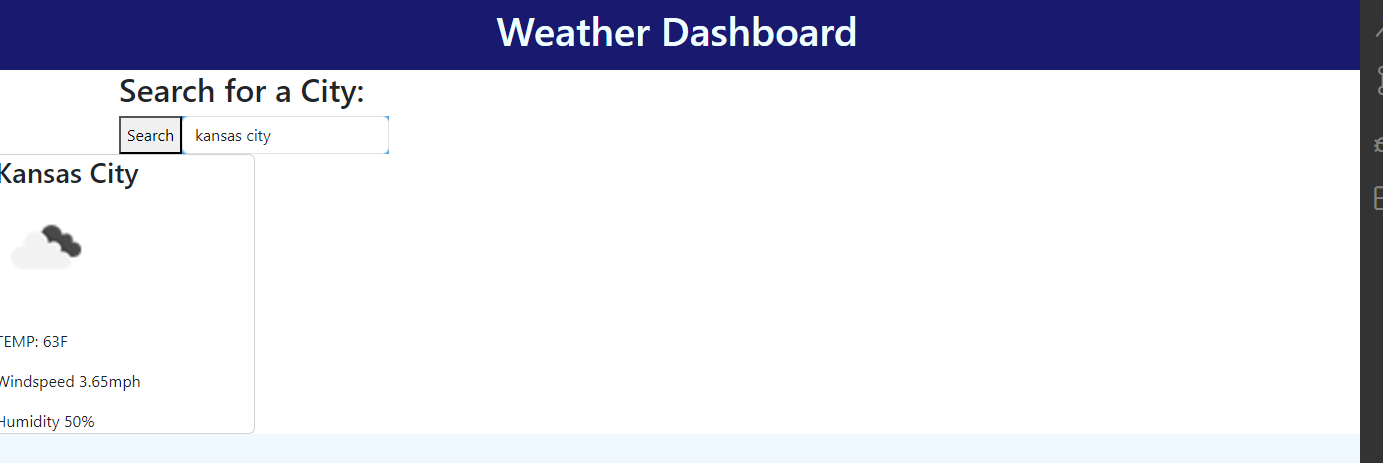 Weather Dashboard
Search for a City:
Search kansas city
Kansas City
TEMP: 63F
Windspeed 3.65mph
Humidity 50%